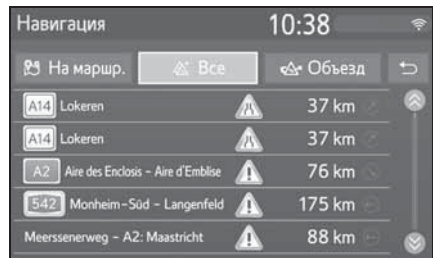 Навигация 10:38
На маршр. Все Объезд
A14 Lokeren 37 km
A14 Lokeren 37 km
A2 Aire des Enclosis – Aire d'Emblise 76 km
542 Monheim-Süd – Langenfeld 175 km
Meerssenerweg – A2: Maastricht 88 km